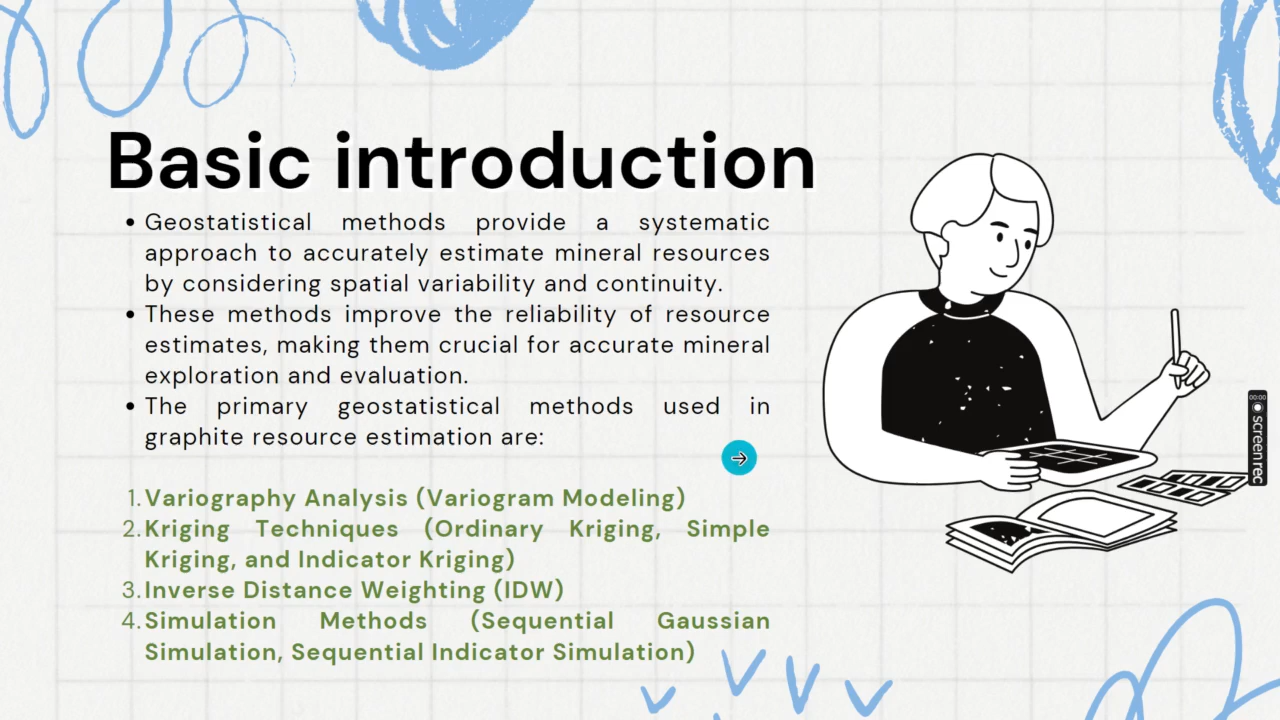 Basic introduction
• Geostatistical methods provide a systematic
approach to accurately estimate mineral resources
by considering spatial variability and continuity.
• These methods improve the reliability of resource
estimates, making them crucial for accurate mineral
exploration and evaluation.
• The primary geostatistical methods used in
graphite resource estimation are:
1. Variography Analysis (Variogram Modeling)
2. Kriging Techniques (Ordinary Kriging, Simple
Kriging, and Indicator Kriging)
3. Inverse Distance Weighting (IDW)
4. Simulation Methods (Sequential Gaussian
Simulation, Sequential Indicator Simulation)
00:00
screenrec